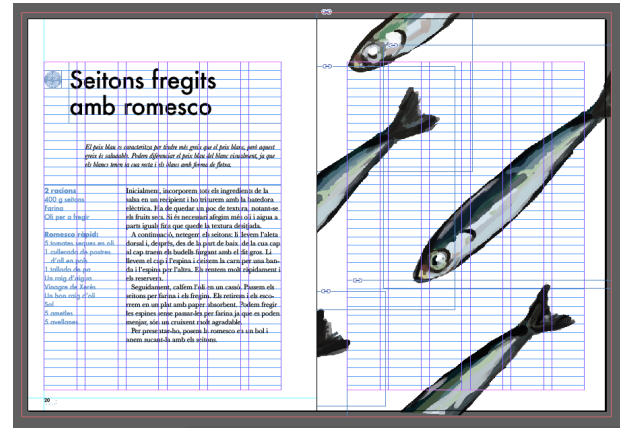 Seitons fregits
amb romesco
El peix blau es caracteritza per tindre més greix que el peix blanc, però aquest
greix és saludable. Podem diferenciar el peix blau del blanc visualment, ja que
els blancs tenen la cua recta i els blaus amb forma de fletxa.
2 racions
400 g seitons
Farina
Oli per a fregir
Romesco ràpid:
5 tomates seques en oli
1 cullerada de postres
d'oli en pols
1 tallada de pa
Un raig d'aigua
Vinagre de Xerès
Un bon raig d'oli
Sal
5 ametles
5 avellanes
Inicialment, incorporem tots els ingredients de la
salsa en un recipient i ho triturem amb la batedora
elèctrica. Ha de quedar un poc de textura, notant-se
els fruits secs. Si és necessari afegim més oli i aigua a
parts iguals fins que quede la textura desitjada.
A continuació, netegem els seitons: li llevem l'aleta
dorsal i, després, des de la part de baix, de la cua cap
al cap traem els budells furgant amb el dit gros. Li
llevem el cap i l'espina i deixem la carn per una ban-
da i l'espina per l'altra. Els rentem molt ràpidament i
els reservem.
Seguidament, calfem l'oli en un cassó. Passem els
seitons per farina i els fregim. Els retirem i els esco-
rrem en un plat amb paper absorbent. Podem fregir
les espines sense passar-les per farina ja que es poden
menjar, són un cruixent molt agradable.
Per presentar-ho, posem la romesco en un bol i
anem sucant-la amb els seitons.
20